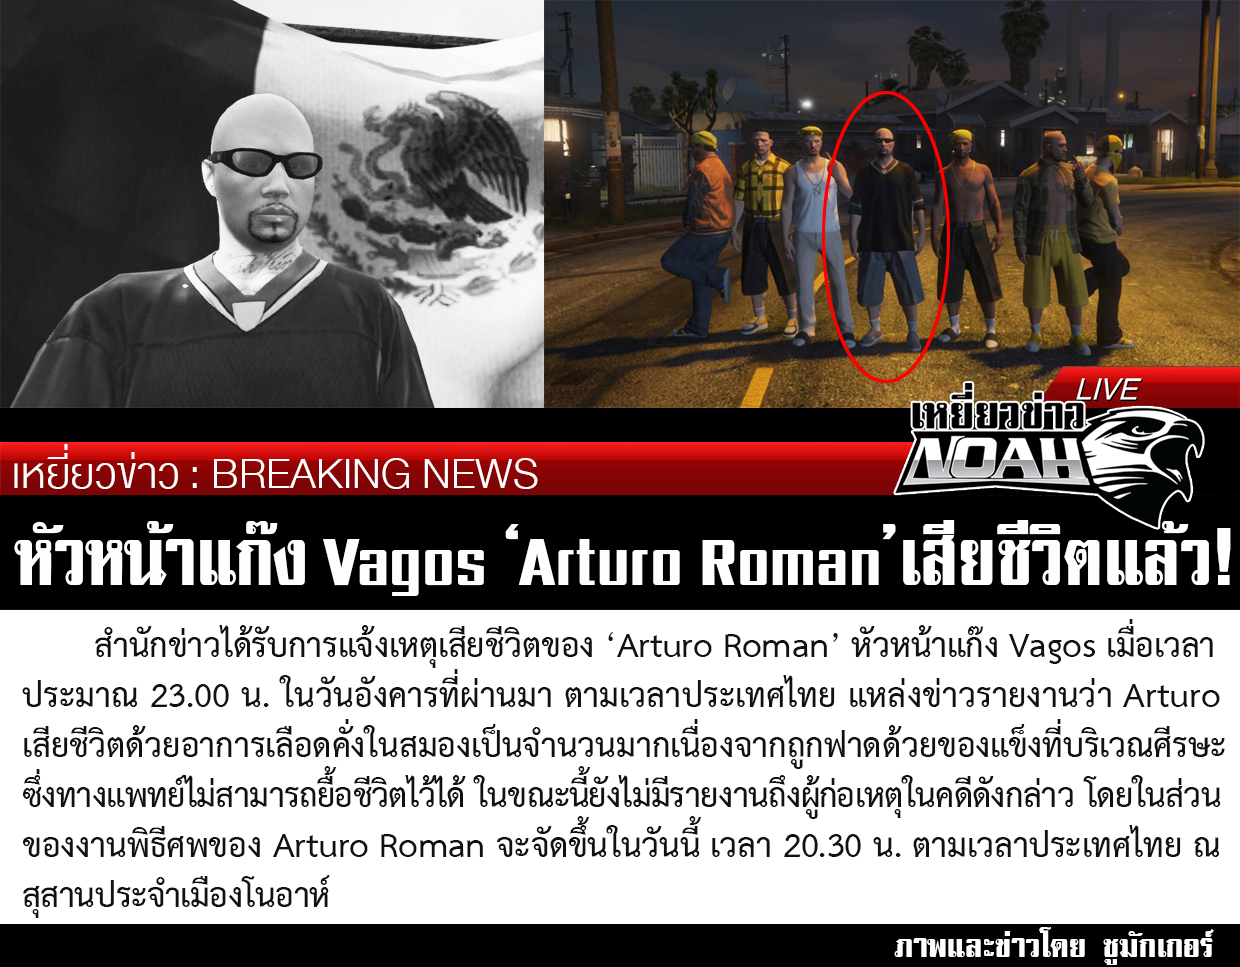 LIVE
เหยี่ยวข่าว
NOAH
เหยี่ยวข่าว : BREAKING NEWS
หัวหน้าแก๊ง Vagos ‘Arturo Roman’ เสียชีวิตแล้ว!
สำนักข่าวได้รับการแจ้งเหตุเสียชีวิตของ ‘Arturo Roman’ หัวหน้าแก๊ง Vagos เมื่อเวลา
ประมาณ 23.00 น. ในวันอังคารที่ผ่านมา ตามเวลาประเทศไทย แหล่งข่าวรายงานว่า Arturo
เสียชีวิตด้วยอาการเลือดคั่งในสมองเป็นจำนวนมากเนื่องจากถูกฟาดด้วยของแข็งที่บริเวณศีรษะ
ซึ่งทางแพทย์ไม่สามารถยื้อชีวิตไว้ได้ ในขณะนี้ยังไม่มีรายงานถึงผู้ก่อเหตุในคดีดังกล่าว โดยในส่วน
ของงานพิธีศพของ Arturo Roman จะจัดขึ้นในวันนี้ เวลา 20.30 น. ตามเวลาประเทศไทย ณ
สุสานประจำเมืองโนอาห์
ภาพและข่าวโดย ชูมักเกอร์